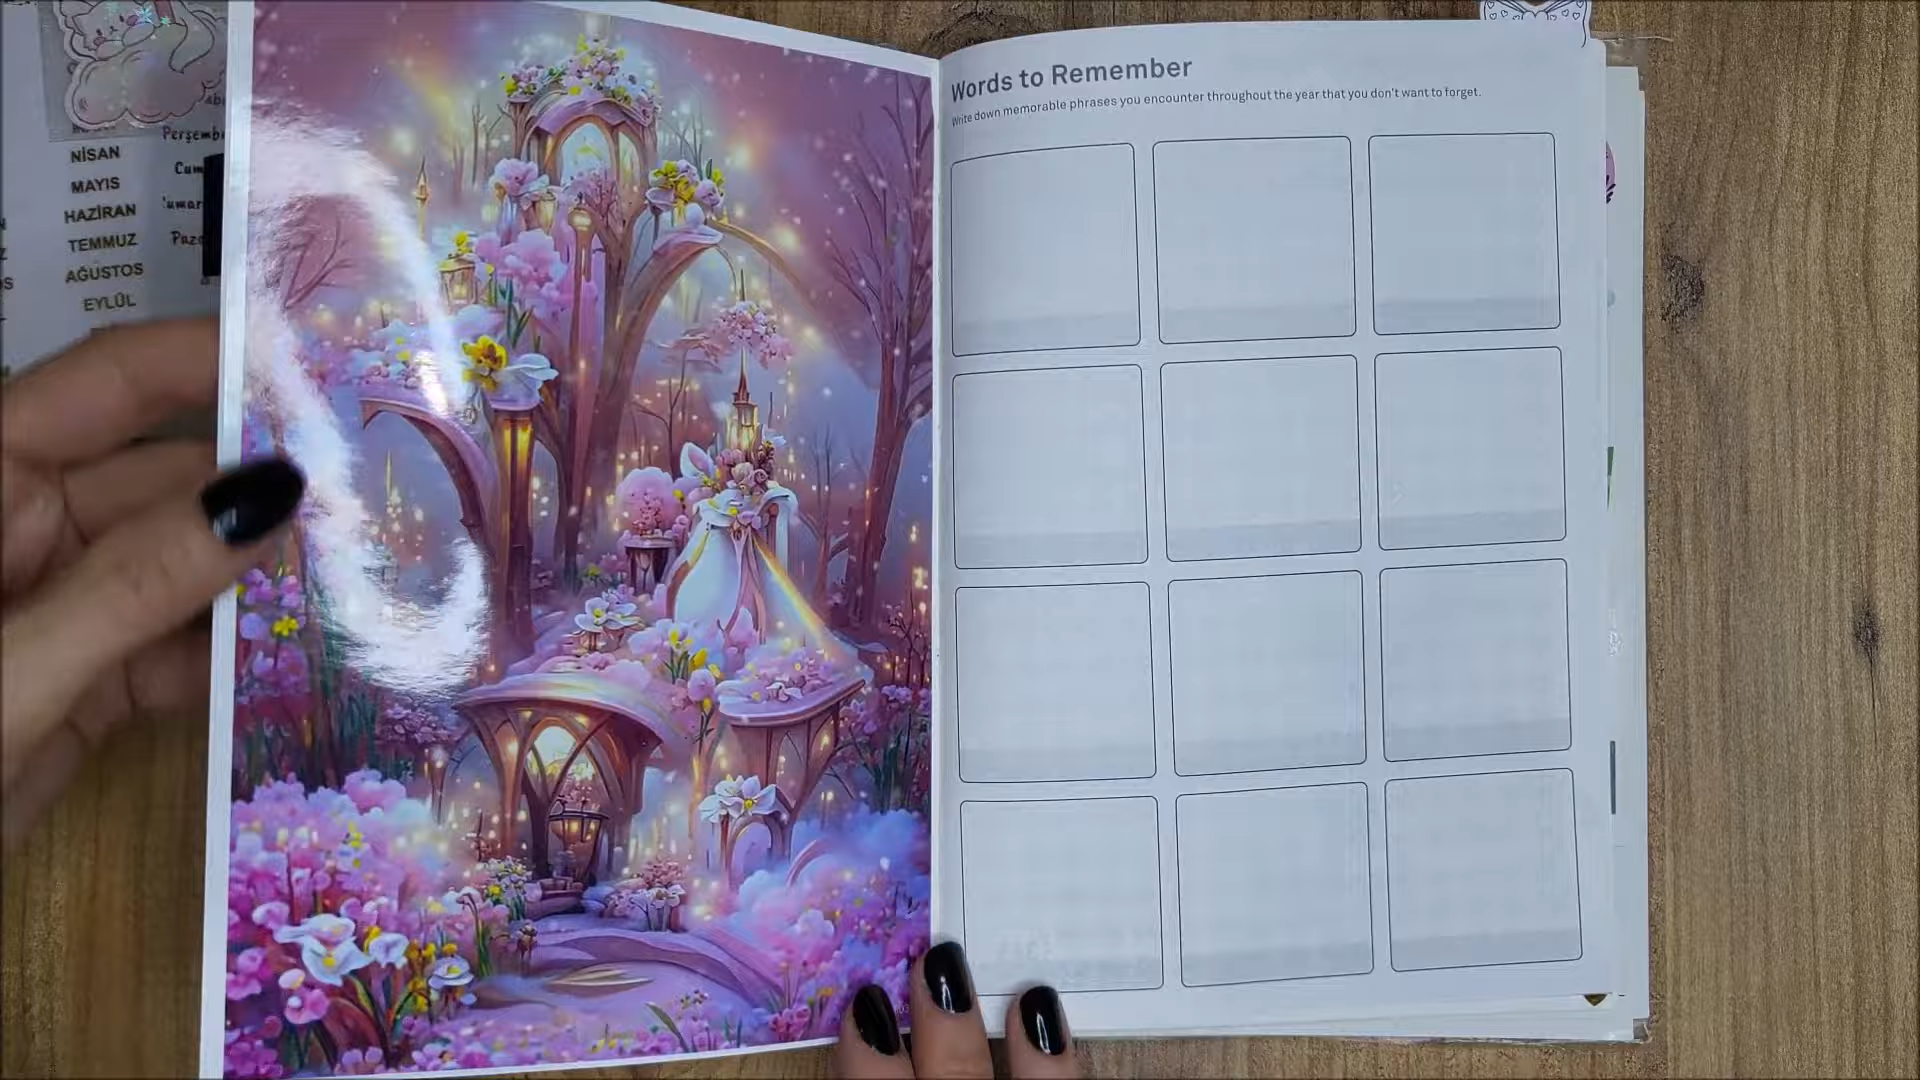 NİSAN
MAYIS
HAZİRAN
TEMMUZ
AĞUSTOS
EYLÜL
Words to Remember
Write down memorable phrases you encounter throughout the year that you don't want to forget.